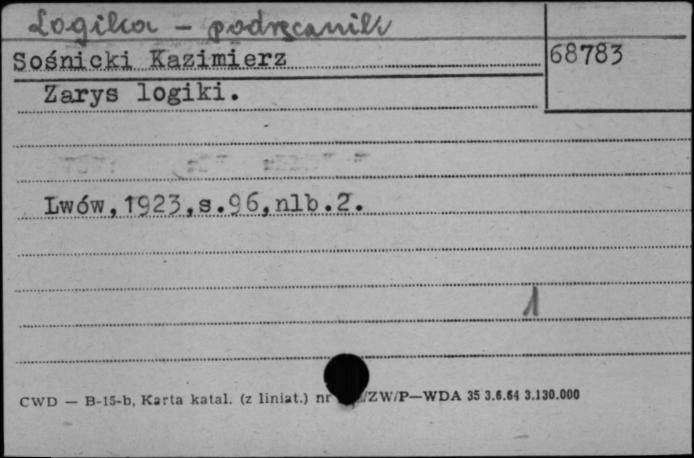 Logika - podręcznik
Sośnicki Kazimierz
68783
Zarys logiki.
Lwów,1923,s.96,nlb.2.
1
CWD — B-15-b, Karta katal. (z liniat.) nr /ZW/P—WDA 35 3.6.64 3.130.000